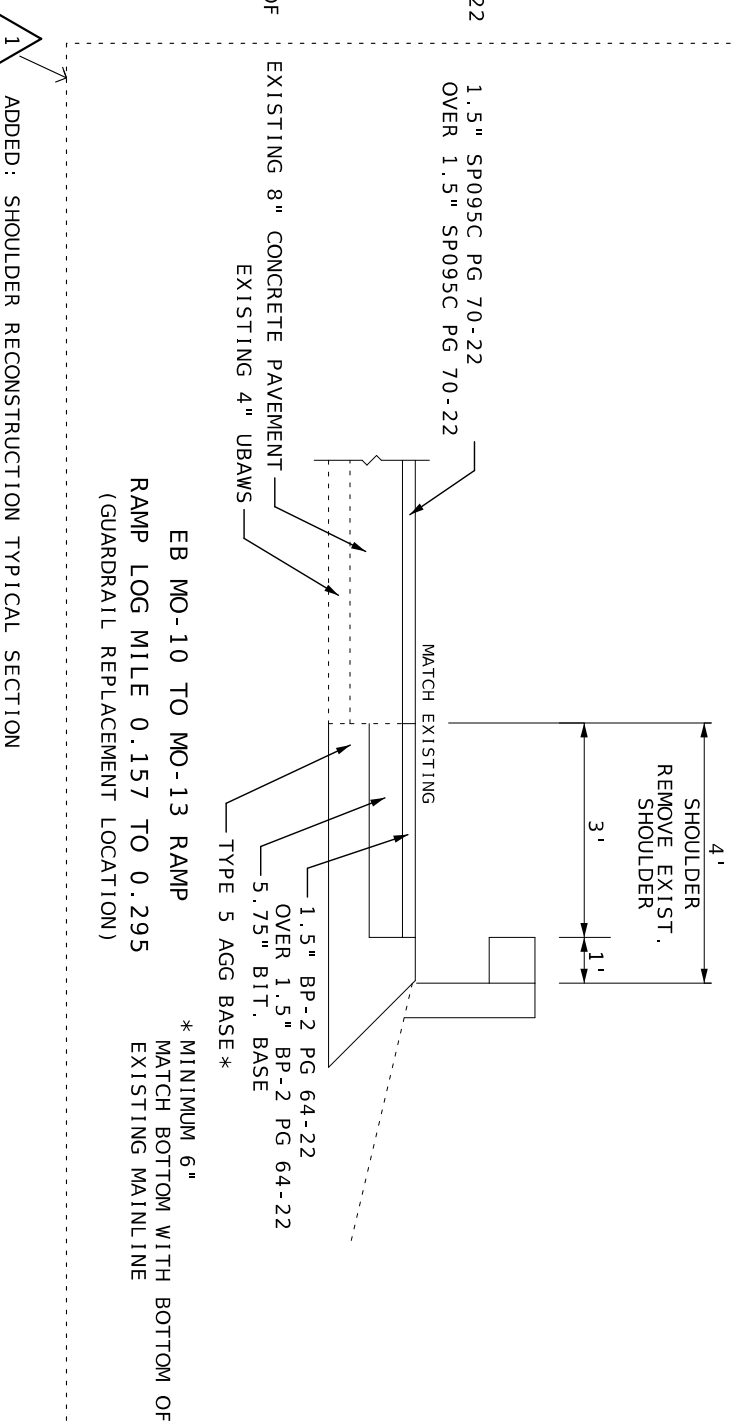 4'
SHOULDER
REMOVE EXIST.
SHOULDER
3'
1'
1.5" SP095C PG 70-22
OVER 1.5" SP095C PG 70-22
MATCH EXISTING
EXISTING 8" CONCRETE PAVEMENT
EXISTING 4" UBAWS
1.5" BP-2 PG 64-22
OVER 1.5" BP-2 PG 64-22
5.75" BIT. BASE
TYPE 5 AGG BASE*
EB MO-10 TO MO-13 RAMP
RAMP LOG MILE 0.157 TO 0.295
(GUARDRAIL REPLACEMENT LOCATION)
*MINIMUM 6"
MATCH BOTTOM WITH BOTTOM OF
EXISTING MAINLINE
22
OF
1
ADDED: SHOULDER RECONSTRUCTION TYPICAL SECTION